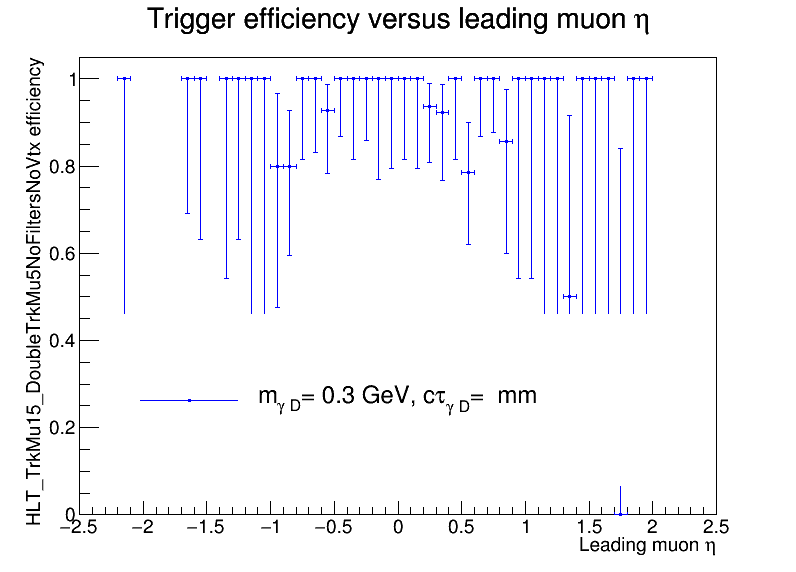 Trigger efficiency versus leading muon η
HLT_TrkMu15_DoubleTrkMu5NoFiltersNoVtx efficiency
1
0.8
0.6
0.4
0.2
0
m_γ D= 0.3 GeV, cτ_γ D=  mm
−2.5 −2 −1.5 −1 −0.5 0 0.5 1 1.5 2 2.5
Leading muon η